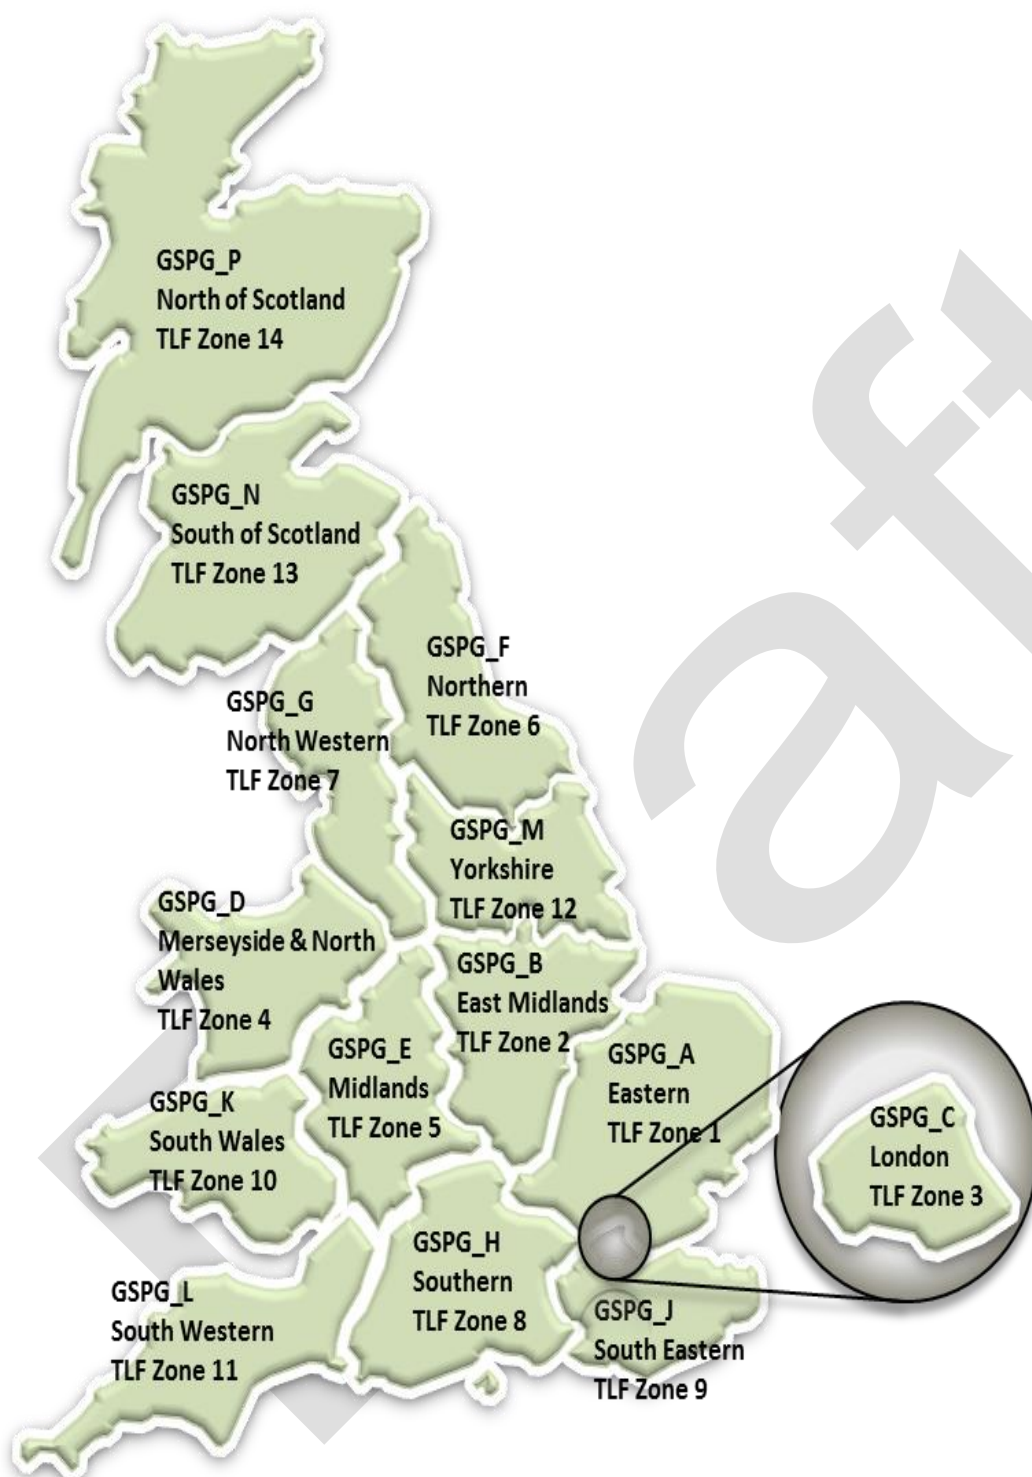 GSPG_P
North of Scotland
TLF Zone 14
GSPG_N
South of Scotland
TLF Zone 13
GSPG_F
Northern
TLF Zone 6
GSPG_G
North Western
TLF Zone 7
GSPG_M
Yorkshire
TLF Zone 12
GSPG_D
Merseyside & North
Wales
TLF Zone 4
GSPG_B
East Midlands
TLF Zone 2
GSPG_E
Midlands
TLF Zone 5
GSPG_A
Eastern
TLF Zone 1
GSPG_C
London
TLF Zone 3
GSPG_K
South Wales
TLF Zone 10
GSPG_H
Southern
TLF Zone 8
GSPG_L
South Western
TLF Zone 11
GSPG_J
South Eastern
TLF Zone 9